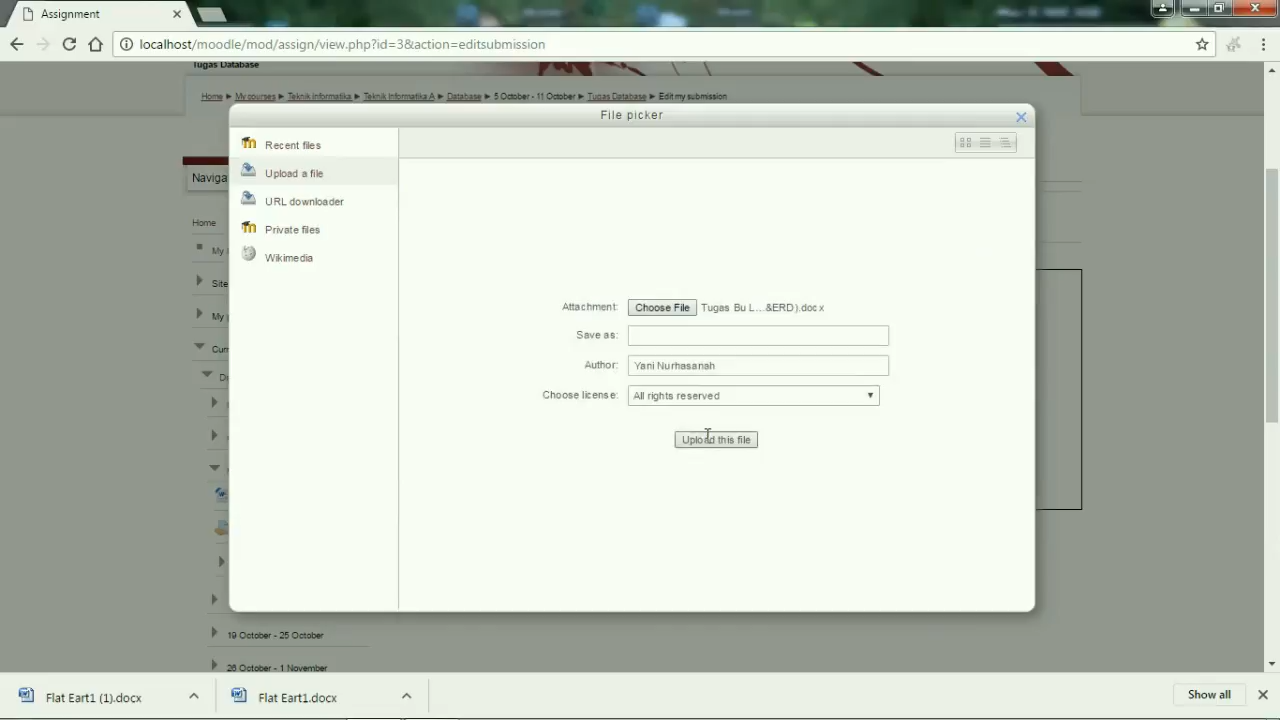 Assignment
localhost/moodle/mod/assign/view.php?id=3&action=editsubmission
Tugas Database
Home ► My courses ► Teknik Informatika ► Teknik Informatika A ► Database ► 5 October - 11 October ► Tugas Database ► Edit my submission
File picker
Recent files
Upload a file
URL downloader
Private files
Wikimedia
Attachment: Choose File Tugas Bu L...&ERD).docx
Save as:
Author: Yani Nurhasanah
Choose license: All rights reserved
Upload this file
Naviga
Home
My
Site
My
Curr
D
19 October - 25 October
26 October - 1 November
Flat Eart1 (1).docx
Flat Eart1.docx
Show all